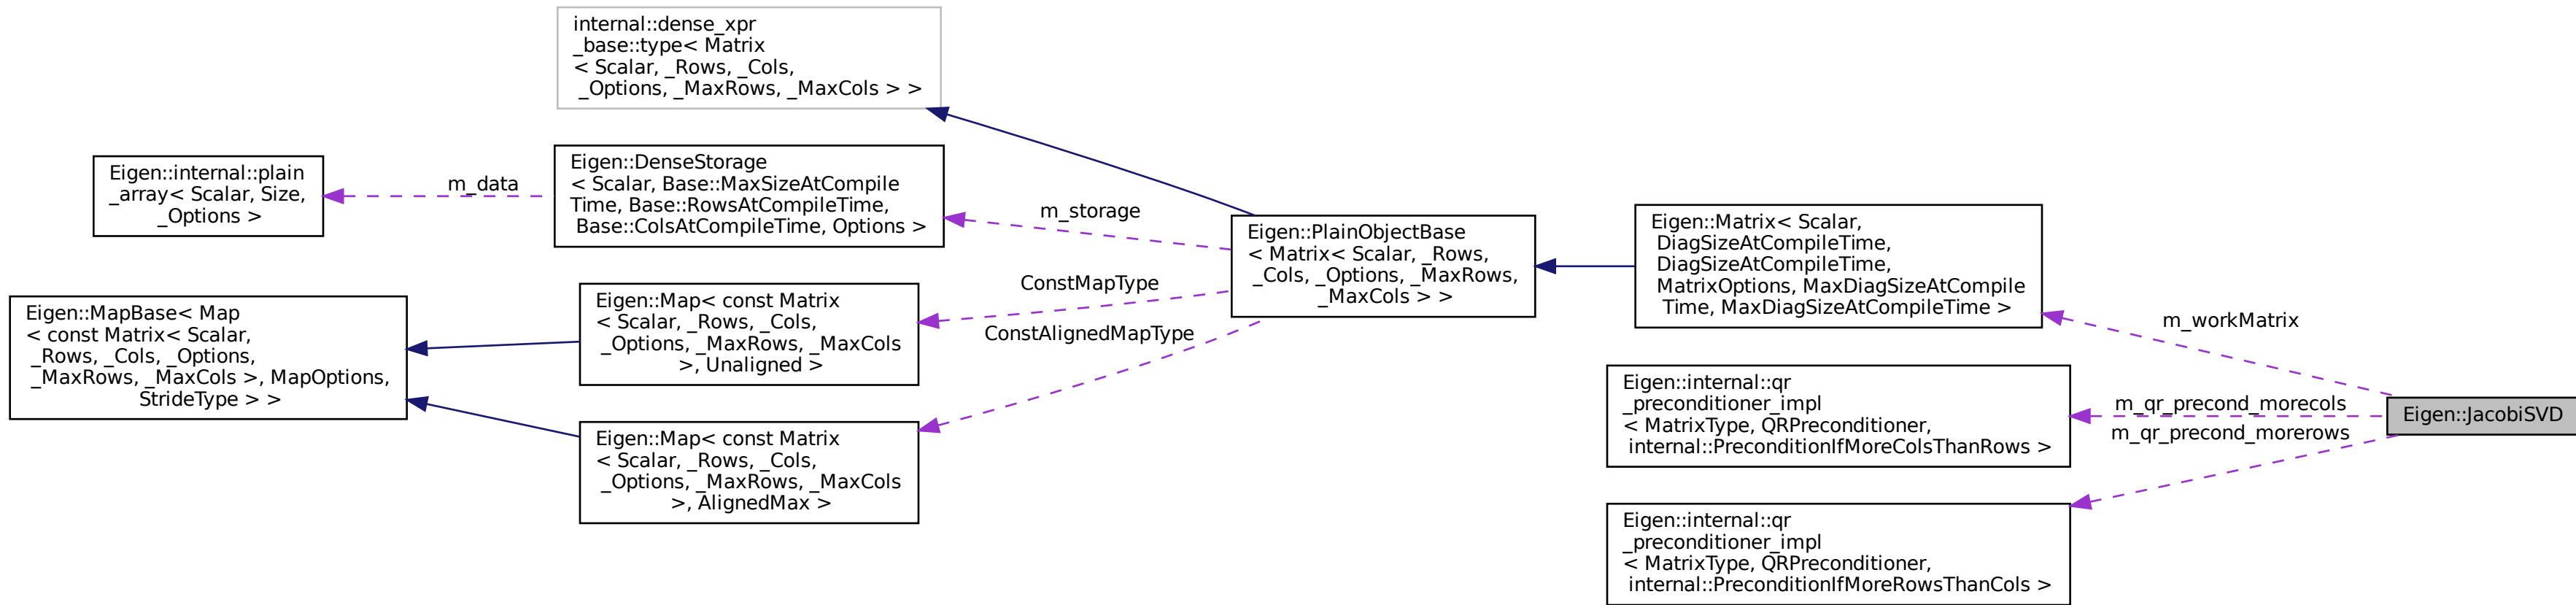 internal::dense_xpr
_base::type< Matrix
< Scalar, _Rows, _Cols,
_Options, _MaxRows, _MaxCols > >
Eigen::internal::plain
_array< Scalar, Size,
_Options >
m_data
Eigen::DenseStorage
< Scalar, Base::MaxSizeAtCompile
Time, Base::RowsAtCompileTime,
Base::ColsAtCompileTime, Options >
m_storage
Eigen::MapBase< Map
< const Matrix< Scalar,
_Rows, _Cols, _Options,
_MaxRows, _MaxCols >, MapOptions,
StrideType > >
Eigen::Map< const Matrix
< Scalar, _Rows, _Cols,
_Options, _MaxRows, _MaxCols
>, Unaligned >
ConstMapType
ConstAlignedMapType
Eigen::Map< const Matrix
< Scalar, _Rows, _Cols,
_Options, _MaxRows, _MaxCols
>, AlignedMax >
Eigen::PlainObjectBase
< Matrix< Scalar, _Rows,
_Cols, _Options, _MaxRows,
_MaxCols > >
Eigen::Matrix< Scalar,
DiagSizeAtCompileTime,
DiagSizeAtCompileTime,
MatrixOptions, MaxDiagSizeAtCompile
Time, MaxDiagSizeAtCompileTime >
m_workMatrix
Eigen::internal::qr
_preconditioner_impl
< MatrixType, QRPreconditioner,
internal::PreconditionIfMoreColsThanRows >
m_qr_precond_morecols
m_qr_precond_morerows
Eigen::JacobiSVD
Eigen::internal::qr
_preconditioner_impl
< MatrixType, QRPreconditioner,
internal::PreconditionIfMoreRowsThanCols >